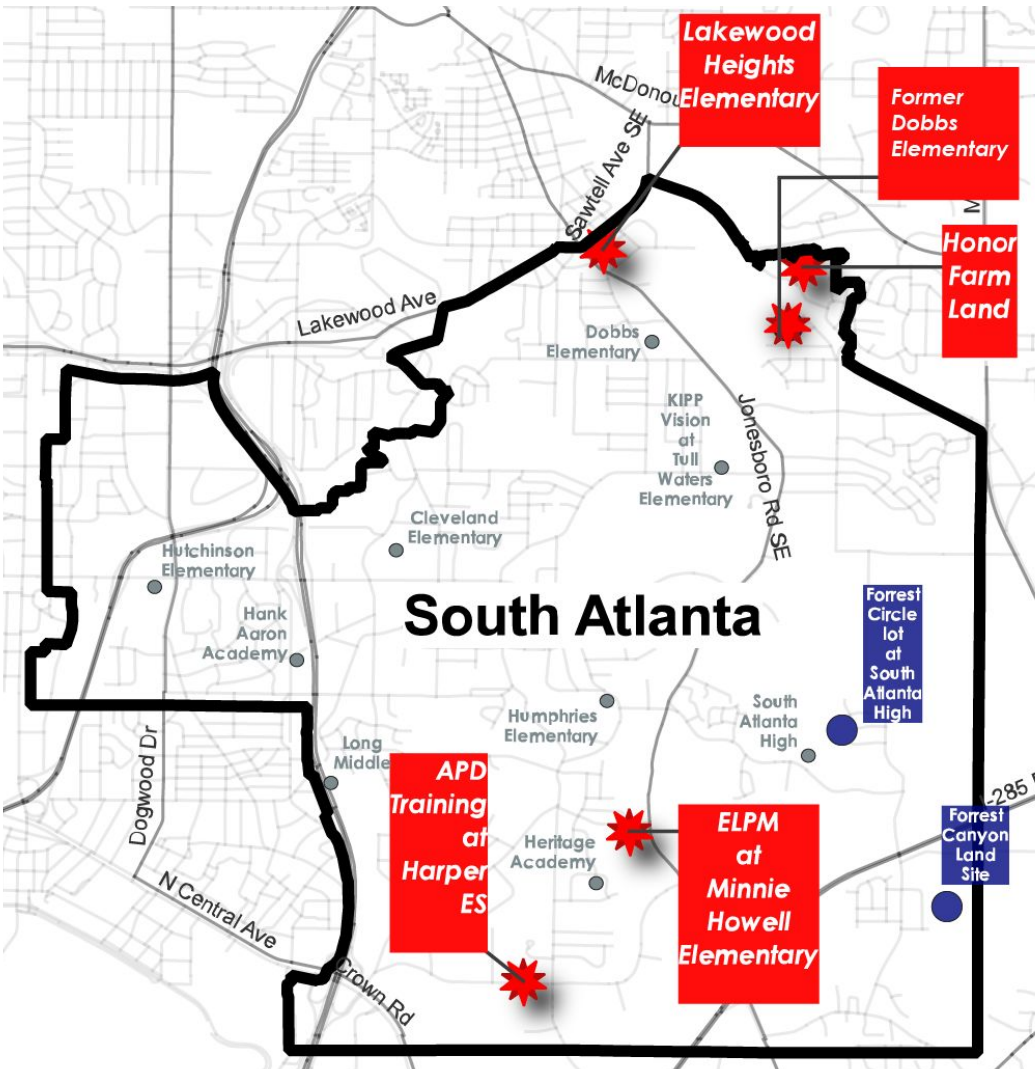 Lakewood
Heights
Elementary
McDonou
Former
Dobbs
Elementary
Sawtell Ave SE
M
Honor
Farm
Land
Lakewood Ave
Dobbs
Elementary
KIPP
Vision
at
Tull
Waters
Elementary
Jonesboro Rd SE
Cleveland
Elementary
Hutchinson
Elementary
Hank
Aaron
Academy
South Atlanta
Forrest
Circle
lot
at
South
Atlanta
High
Humphries
Elementary
South
Atlanta
High
Long
Middle
Dogwood Dr
APD
Training
at
Harper
ES
I-285
Forrest
Canyon
Land
Site
ELPM
at
Minnie
Howell
Elementary
Heritage
Academy
N Central Ave
Crown Rd